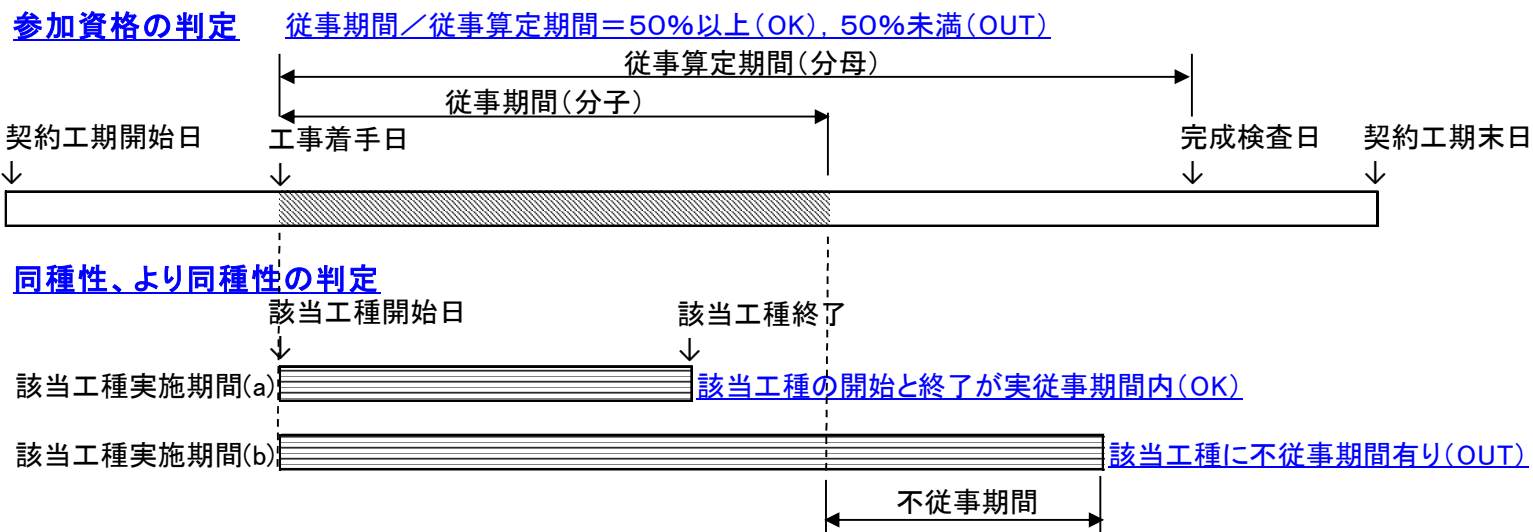 参加資格の判定 従事期間／従事算定期間＝50％以上（OK），50％未満（OUT）
従事算定期間（分母）
従事期間（分子）
契約工期開始日 工事着手日 完成検査日 契約工期末日
↓ ↓ ↓ ↓
同種性、より同種性の判定
該当工種開始日 該当工種終了
↓ ↓
該当工種実施期間(a) 該当工種の開始と終了が実従事期間内（OK）
該当工種実施期間(b) 該当工種に不従事期間有り（OUT）
不従事期間